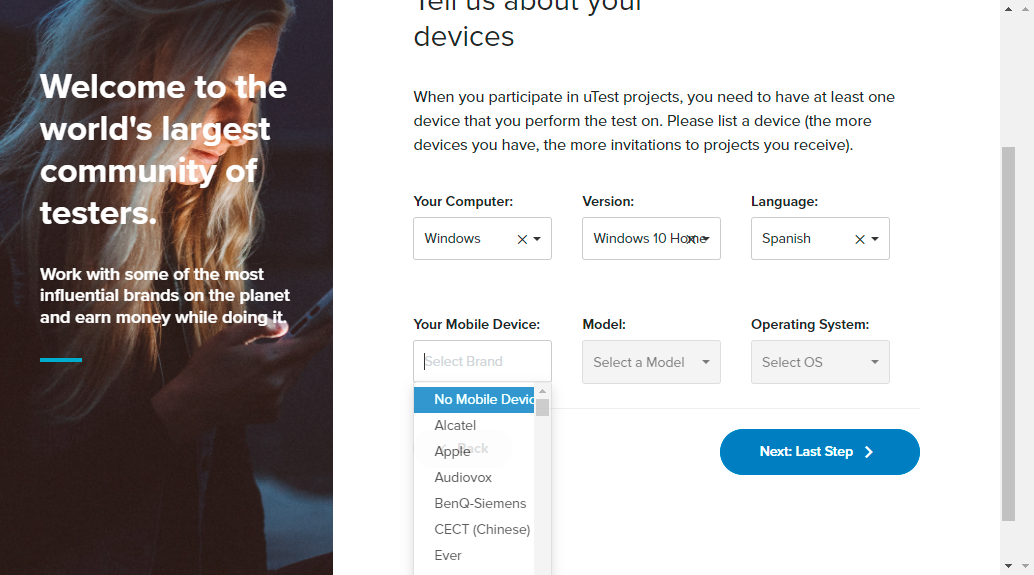 Welcome to the
world's largest
community of
testers.
Work with some of the most
influential brands on the planet
and earn money while doing it.
Tell us about your
devices
When you participate in uTest projects, you need to have at least one
device that you perform the test on. Please list a device (the more
devices you have, the more invitations to projects you receive).
Your Computer: Version: Language:
Windows Windows 10 Home Spanish
Your Mobile Device: Model: Operating System:
Select Brand Select a Model Select OS
No Mobile Devic
Alcatel
Apple
Back
Next: Last Step
Audiovox
BenQ-Siemens
CECT (Chinese)
Ever